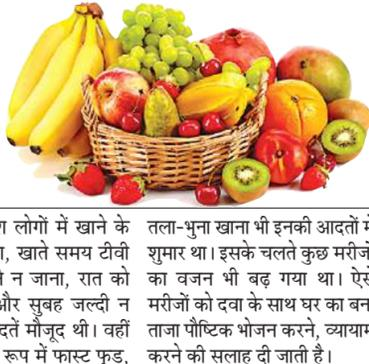 लोगों में खाने के
खाते समय टीवी
न जाना, रात को
और सुबह जल्दी न
मौजूद थी। वहीं
रूप में फास्ट फूड,
तला-भुना खाना भी इनकी आदतों में
शुमार था। इसके चलते कुछ मरीजों
का वजन भी बढ़ गया था। ऐसे
मरीजों को दवा के साथ घर का बना
ताजा पौष्टिक भोजन करने, व्यायाम
करने की सलाह दी जाती है।